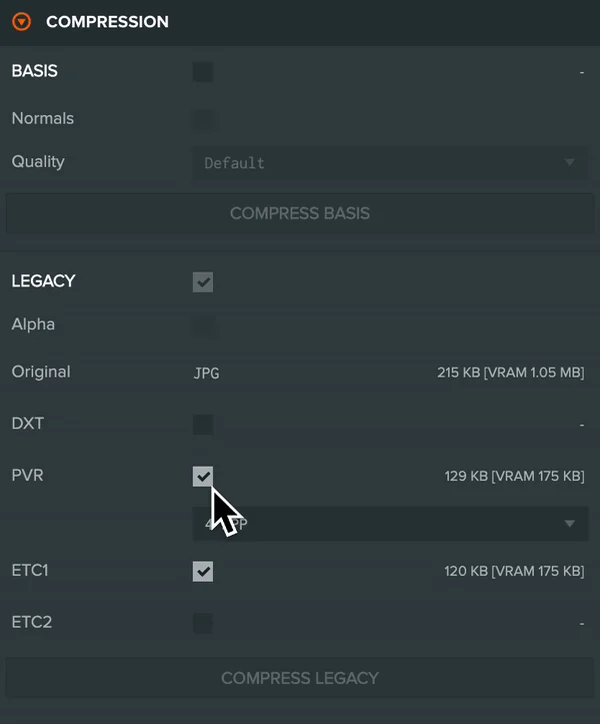 COMPRESSION
BASIS -
Normals
Quality Default
COMPRESS BASIS
LEGACY
Alpha
Original JPG 215 KB [VRAM 1.05 MB]
DXT -
PVR 129 KB [VRAM 175 KB]
ETC1 120 KB [VRAM 175 KB]
ETC2 -
COMPRESS LEGACY